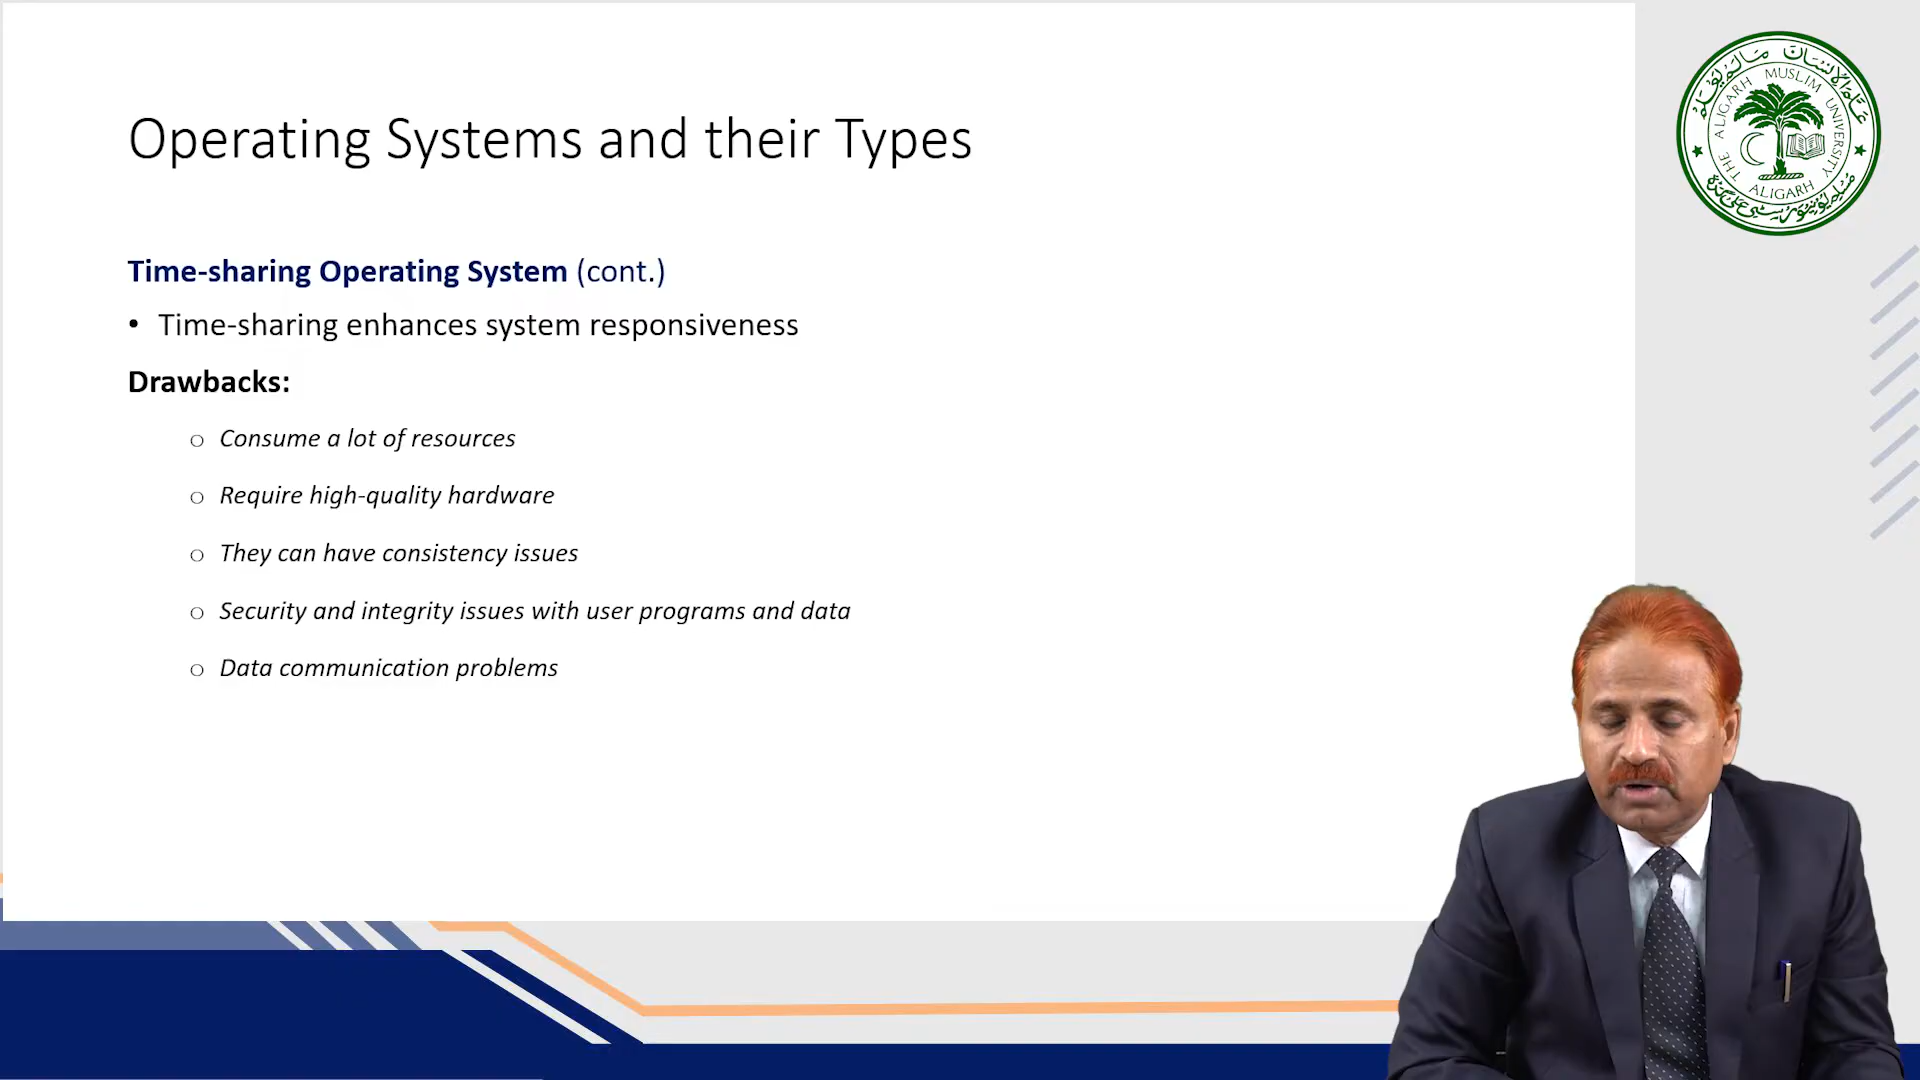 Operating Systems and their Types
Time-sharing Operating System (cont.)
• Time-sharing enhances system responsiveness
Drawbacks:
o Consume a lot of resources
o Require high-quality hardware
o They can have consistency issues
o Security and integrity issues with user programs and data
o Data communication problems
THE ALIGARH MUSLIM UNIVERSITY
ALIGARH